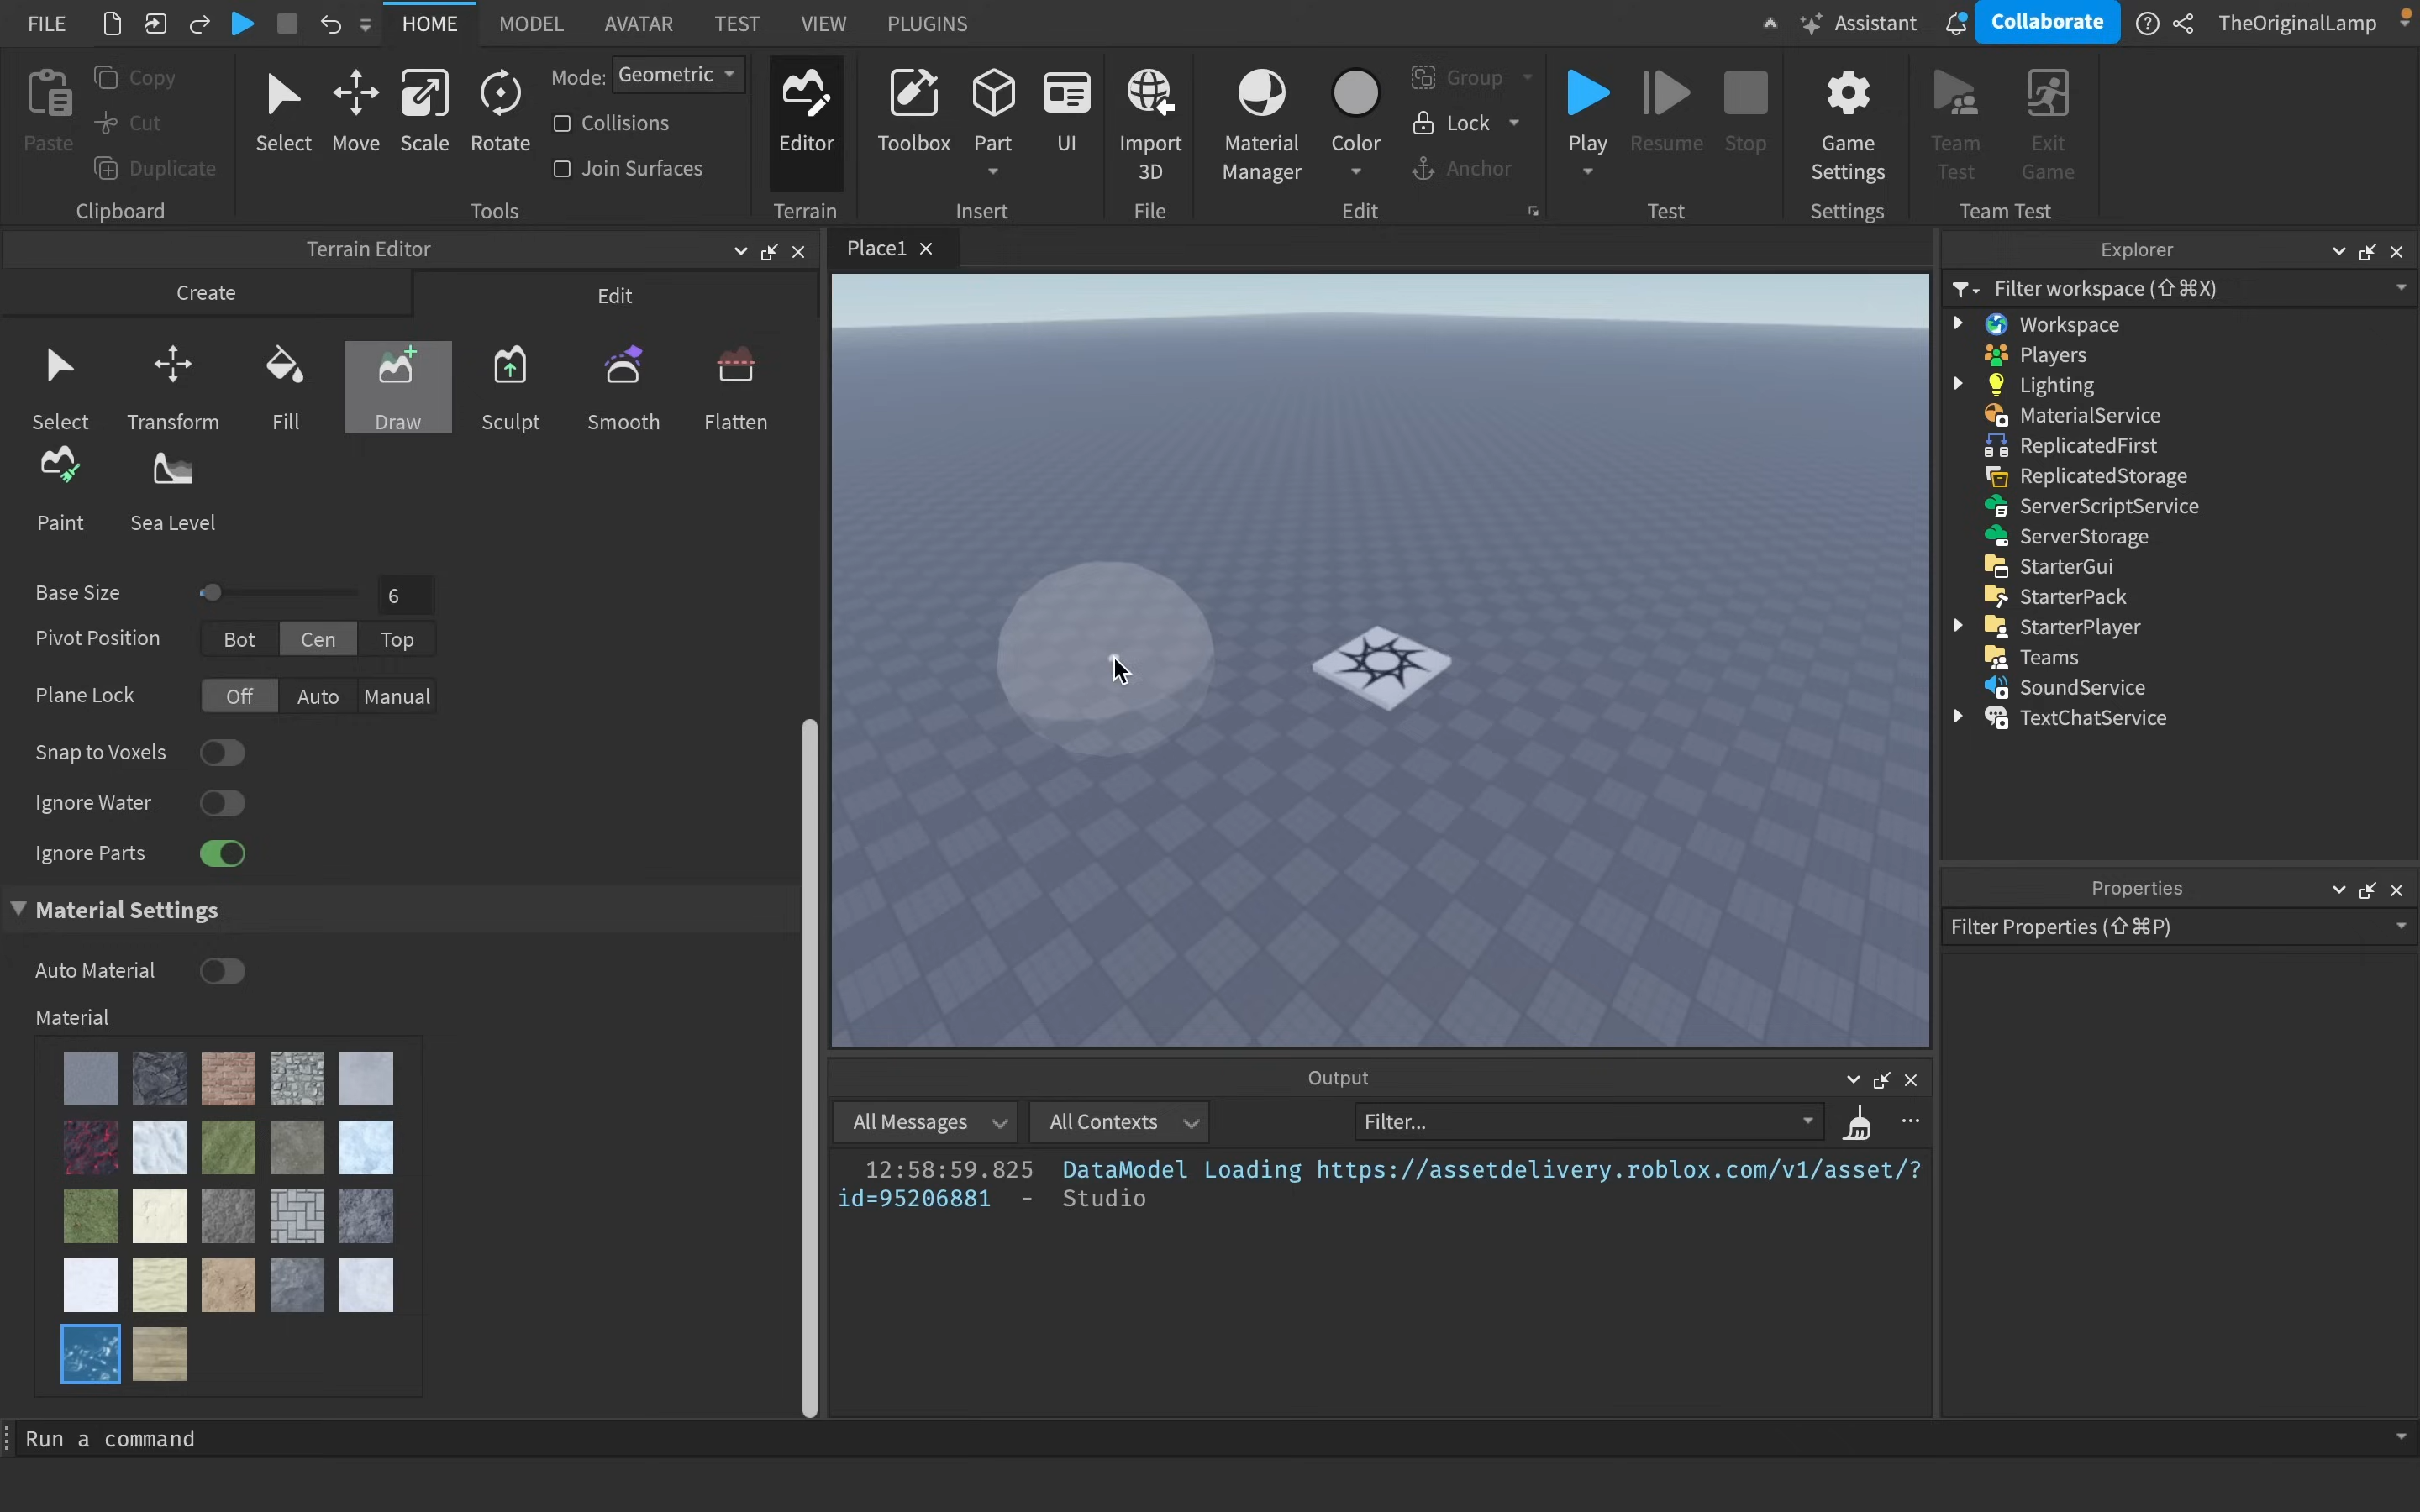 FILE
HOME
MODEL
AVATAR
TEST
VIEW
PLUGINS
Assistant
Collaborate
TheOriginalLamp
Paste
Copy
Cut
Duplicate
Clipboard
Select
Move
Scale
Rotate
Mode: Geometric
Collisions
Join Surfaces
Tools
Editor
Terrain
Toolbox
Part
UI
Insert
Import
3D
File
Material
Manager
Color
Group
Lock
Anchor
Edit
Play
Resume
Stop
Test
Game
Settings
Settings
Team
Test
Exit
Game
Team Test
Terrain Editor
Create
Edit
Select
Transform
Fill
Draw
Sculpt
Smooth
Flatten
Paint
Sea Level
Base Size 6
Pivot Position Bot Cen Top
Plane Lock Off Auto Manual
Snap to Voxels
Ignore Water
Ignore Parts
Material Settings
Auto Material
Material
Place1
Output
All Messages
All Contexts
Filter...
12:58:59.825 DataModel Loading https://assetdelivery.roblox.com/v1/asset/?
id=95206881 - Studio
Explorer
Filter workspace (⇧⌘X)
Workspace
Players
Lighting
MaterialService
ReplicatedFirst
ReplicatedStorage
ServerScriptService
ServerStorage
StarterGui
StarterPack
StarterPlayer
Teams
SoundService
TextChatService
Properties
Filter Properties (⇧⌘P)
Run a command